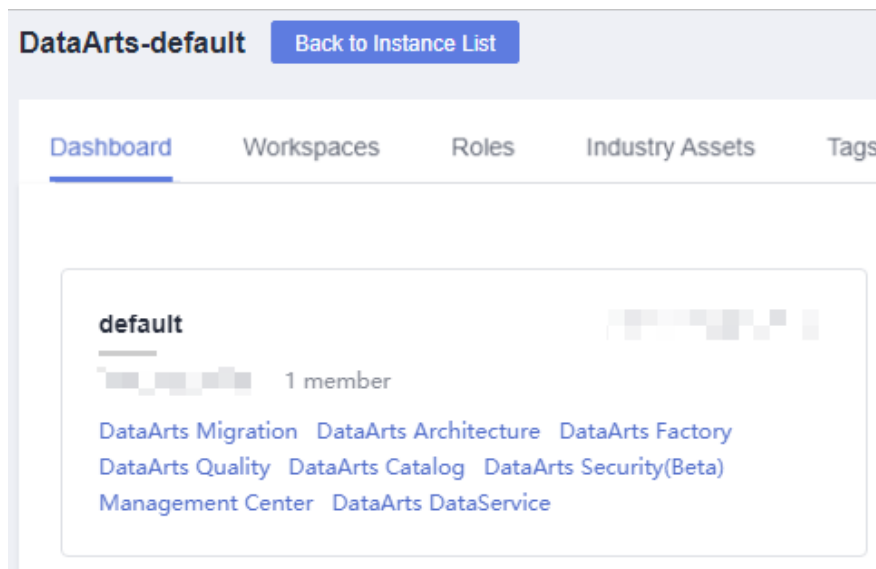 DataArts-default Back to Instance List
Dashboard Workspaces Roles Industry Assets Tags
default
1 member
DataArts Migration DataArts Architecture DataArts Factory
DataArts Quality DataArts Catalog DataArts Security(Beta)
Management Center DataArts DataService